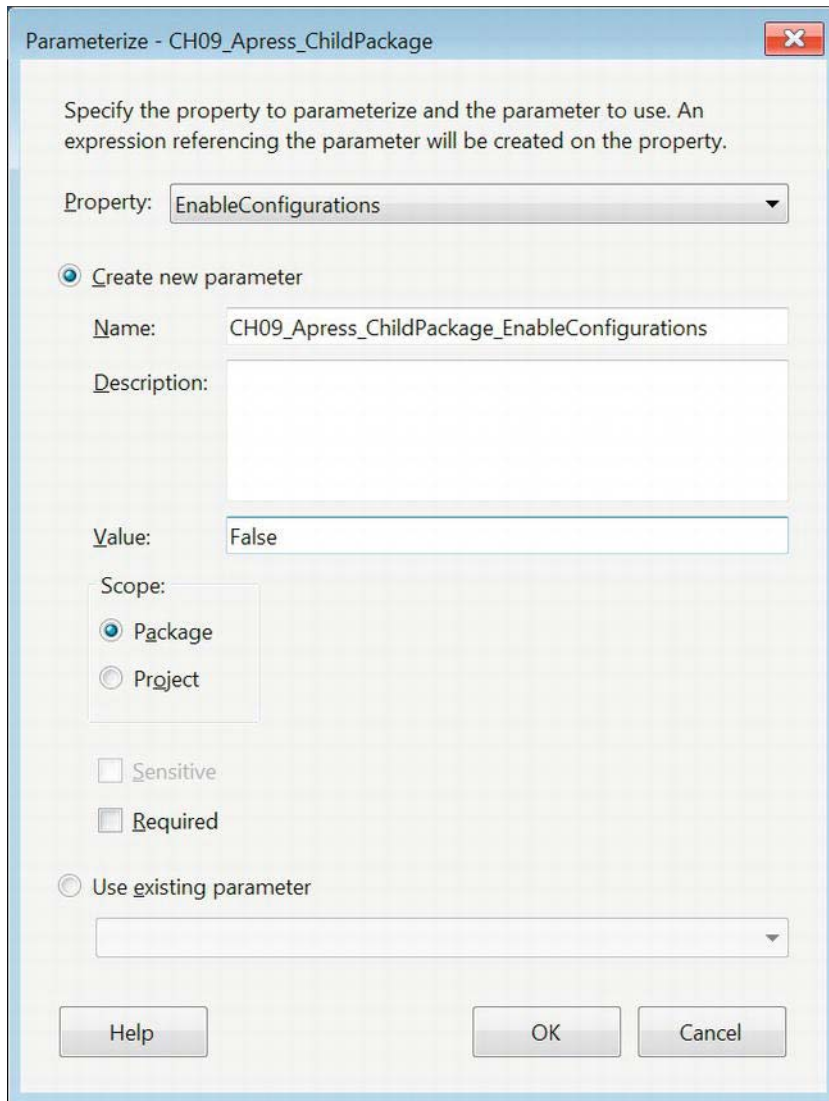 Parameterize - CH09_Apress_ChildPackage
Specify the property to parameterize and the parameter to use. An
expression referencing the parameter will be created on the property.
Property: EnableConfigurations
Create new parameter
Name: CH09_Apress_ChildPackage_EnableConfigurations
Description:
Value: False
Scope:
Package
Project
Sensitive
Required
Use existing parameter
Help OK Cancel